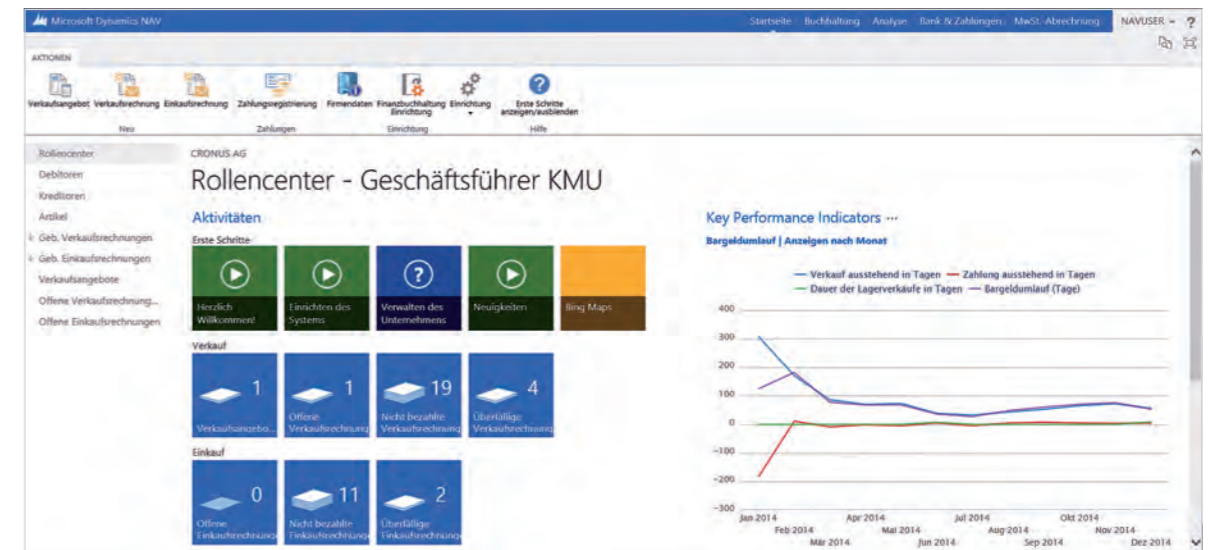 Microsoft Dynamics NAV
Startseite Buchhaltung Analyse Bank & Zahlungen MwSt.-Abrechnung NAVUSER ?
AKTIONEN
Verkaufsangebot Verkaufsrechnung Einkaufsrechnung Zahlungsregistrierung Firmendaten Finanzbuchhaltung Einrichtung Erste Schritte
Einrichtung anzeigen/ausblenden
Neu Zahlungen Einrichtung Hilfe
Rollencenter
Debitoren
Kreditoren
Artikel
Geb. Verkaufsrechnungen
Geb. Einkaufsrechnungen
Verkaufsangebote
Offene Verkaufsrechnung...
Offene Einkaufsrechnungen
CRONUS AG
Rollencenter - Geschäftsführer KMU
Aktivitäten
Erste Schritte
Herzlich Willkommen!
Einrichten des Systems
Verwalten des Unternehmens
Neuigkeiten
Bing Maps
Verkauf
1
Verkaufsangebo...
1
Offene Verkaufsrechnung
19
Nicht bezahlte Verkaufsrechnung
4
Überfällige Verkaufsrechnung
Einkauf
0
Offene Einkaufsrechnung
11
Nicht bezahlte Einkaufsrechnung
2
Überfällige Einkaufsrechnung
Key Performance Indicators ...
Bargeldumlauf | Anzeigen nach Monat
Verkauf ausstehend in Tagen Zahlung ausstehend in Tagen
Dauer der Lagerverkäufe in Tagen Bargeldumlauf (Tage)
400
300
200
100
0
-100
-200
-300
Jan 2014 Apr 2014 Jul 2014 Okt 2014
Feb 2014 Mai 2014 Aug 2014 Nov 2014
Mär 2014 Jun 2014 Sep 2014 Dez 2014